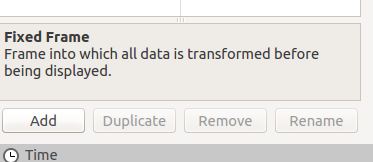 Fixed Frame
Frame into which all data is transformed before
being displayed.
Add Duplicate Remove Rename
Time